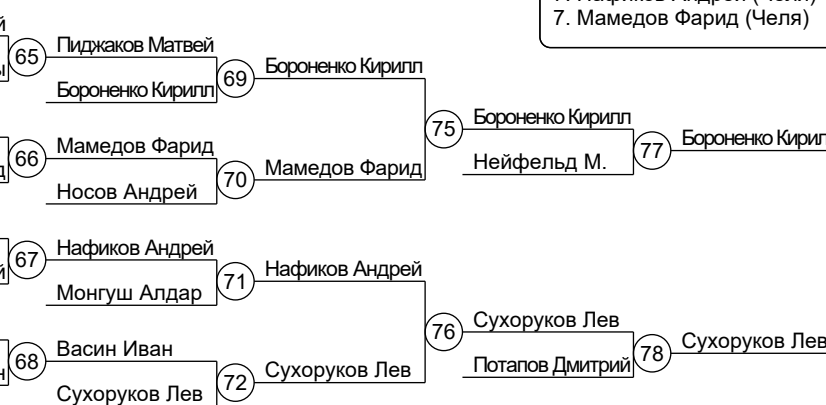 7. Мамедов Фарид (Челя)
65
Пиджаков Матвей
69
Бороненко Кирилл
Бороненко Кирилл
75
Бороненко Кирилл
77
Бороненко Кирил
66
Мамедов Фарид
70
Мамедов Фарид
Нейфельд М.
Носов Андрей
67
Нафиков Андрей
71
Нафиков Андрей
Монгуш Алдар
76
Сухоруков Лев
78
Сухоруков Лев
68
Васин Иван
72
Сухоруков Лев
Потапов Дмитрий
Сухоруков Лев